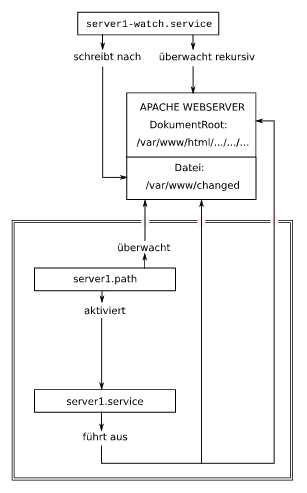 server1-watch.service
schreibt nach
überwacht rekursiv
APACHE WEBSERVER
DokumentRoot:
/var/www/html/.../.../...
Datei:
/var/www/changed
überwacht
server1.path
aktiviert
server1.service
führt aus